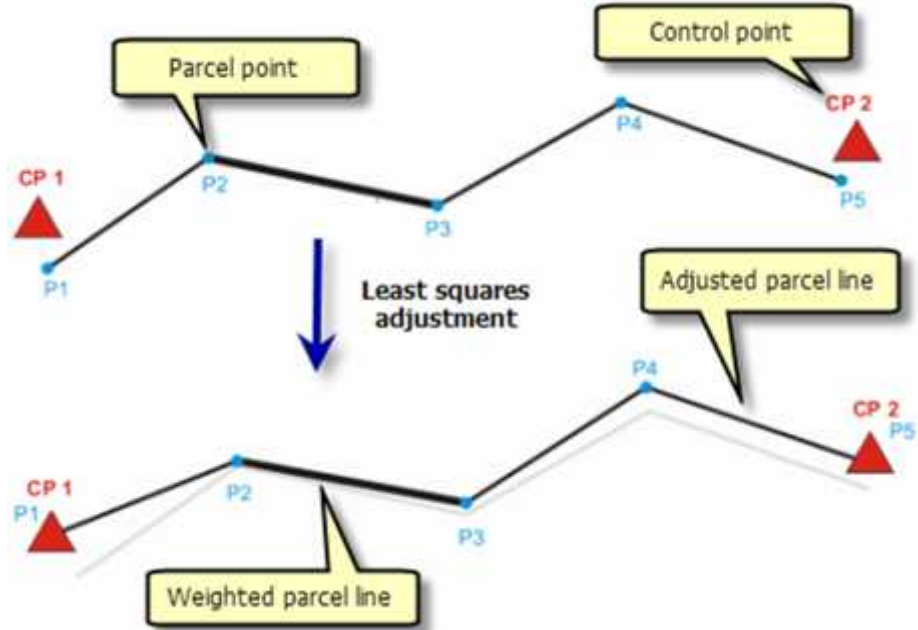 Control point
Parcel point
CP 2
P4
CP 1
P2
P5
P3
P1
Least squares
adjustment
Adjusted parcel line
P4
CP 2
P5
CP 1
P2
P1
P3
Weighted parcel line